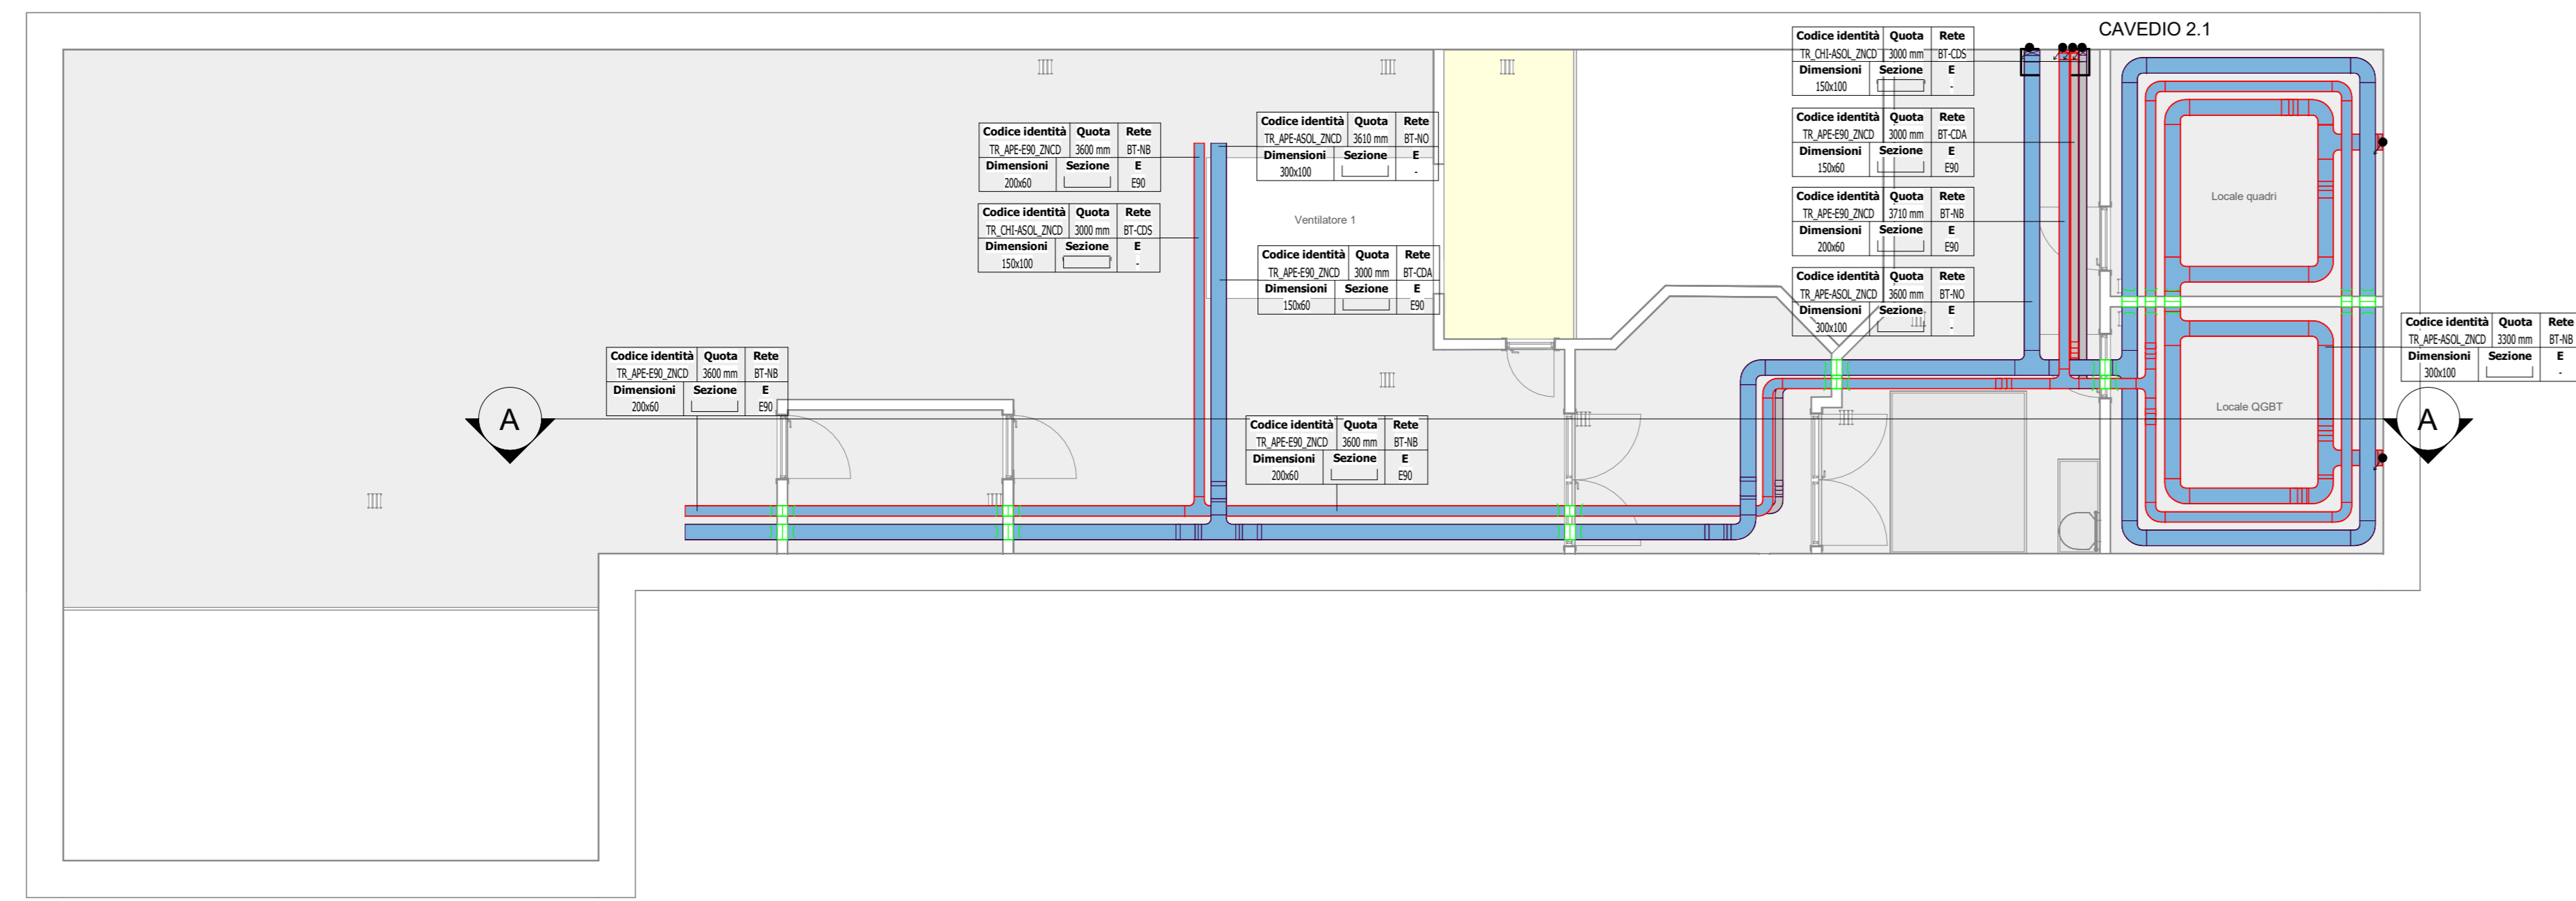 CAVEDIO 2.1
Codice identità Quota Rete
TR_CHI-ASOL_ZNCD 3000 mm BT-CDS
Dimensioni Sezione E
150x100 -
Codice identità Quota Rete
TR_APE-E90_ZNCD 3600 mm BT-NB
Dimensioni Sezione E
200x60 E90
Codice identità Quota Rete
TR_APE-ASOL_ZNCD 3610 mm BT-NO
Dimensioni Sezione E
300x100 -
Codice identità Quota Rete
TR_APE-E90_ZNCD 3000 mm BT-CDA
Dimensioni Sezione E
150x60 E90
Codice identità Quota Rete
TR_CHI-ASOL_ZNCD 3000 mm BT-CDS
Dimensioni Sezione E
150x100 -
Ventilatore 1
Codice identità Quota Rete
TR_APE-E90_ZNCD 3710 mm BT-NB
Dimensioni Sezione E
200x60 E90
Locale quadri
Codice identità Quota Rete
TR_APE-E90_ZNCD 3000 mm BT-CDA
Dimensioni Sezione E
150x60 E90
Codice identità Quota Rete
TR_APE-ASOL_ZNCD 3600 mm BT-NO
Dimensioni Sezione E
300x100 -
Codice identità Quota Rete
TR_APE-ASOL_ZNCD 3300 mm BT-NB
Dimensioni Sezione E
300x100 -
Codice identità Quota Rete
TR_APE-E90_ZNCD 3600 mm BT-NB
Dimensioni Sezione E
200x60 E90
Locale QGBT
A
A
Codice identità Quota Rete
TR_APE-E90_ZNCD 3600 mm BT-NB
Dimensioni Sezione E
200x60 E90